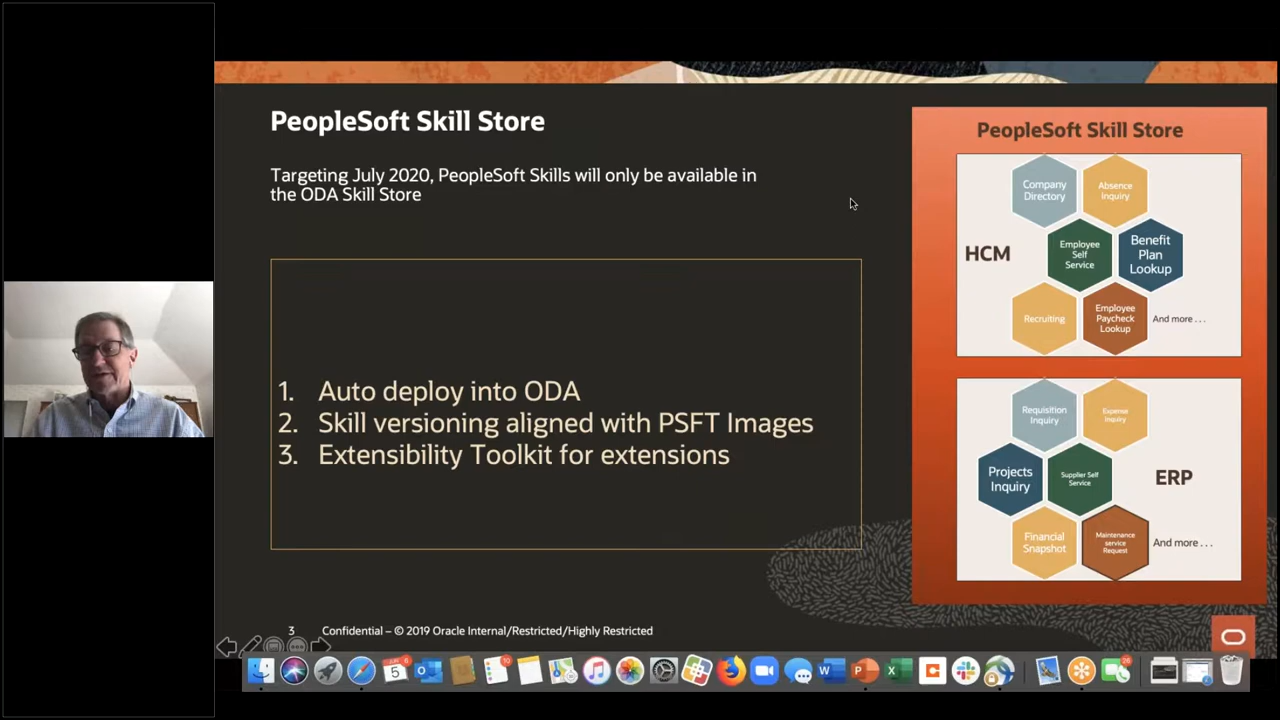 PeopleSoft Skill Store
Targeting July 2020, PeopleSoft Skills will only be available in
the ODA Skill Store
1. Auto deploy into ODA
2. Skill versioning aligned with PSFT Images
3. Extensibility Toolkit for extensions
PeopleSoft Skill Store
Company
Directory
Absence
Inquiry
HCM
Employee
Self
Service
Benefit
Plan
Lookup
Recruiting
Employee
Paycheck
Lookup
And more . . .
Requisition
Inquiry
Expense
Inquiry
Projects
Inquiry
Supplier Self
Service
ERP
Financial
Snapshot
Maintenance
service
Request
And more . . .
3 Confidential – © 2019 Oracle Internal/Restricted/Highly Restricted
5